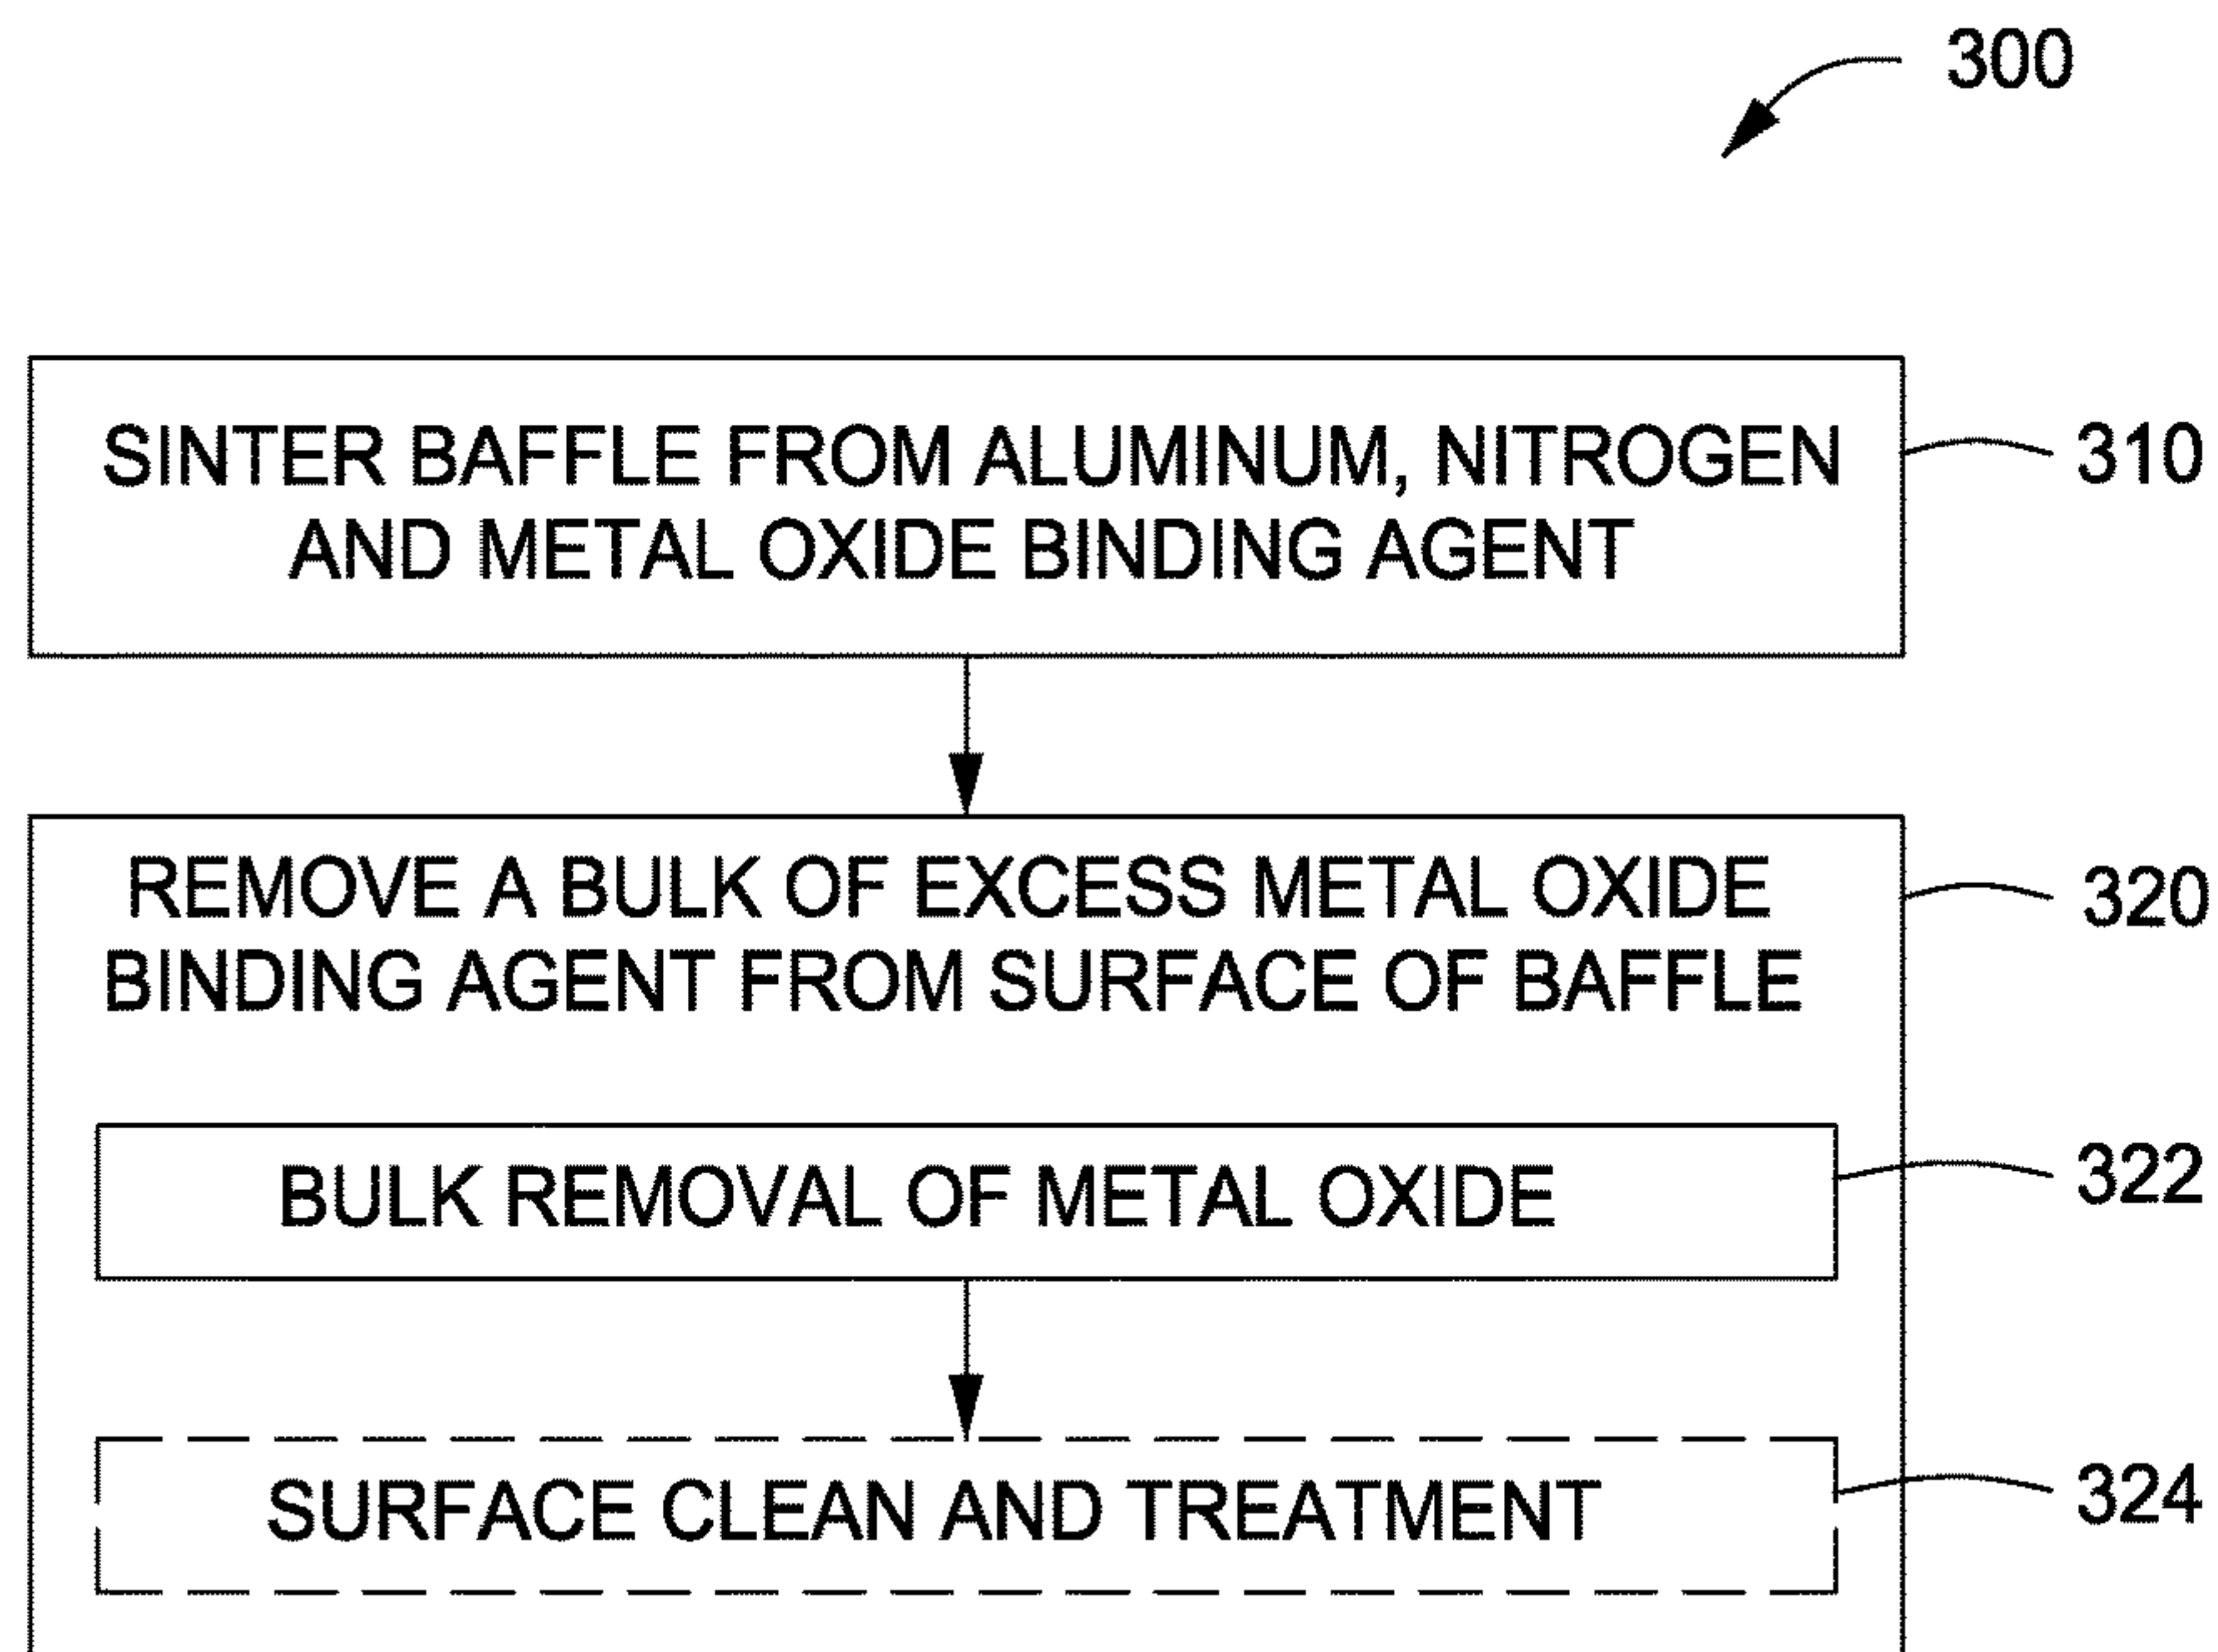 300
SINTER BAFFLE FROM ALUMINUM, NITROGEN
AND METAL OXIDE BINDING AGENT
310
REMOVE A BULK OF EXCESS METAL OXIDE
BINDING AGENT FROM SURFACE OF BAFFLE
320
BULK REMOVAL OF METAL OXIDE
322
SURFACE CLEAN AND TREATMENT
324